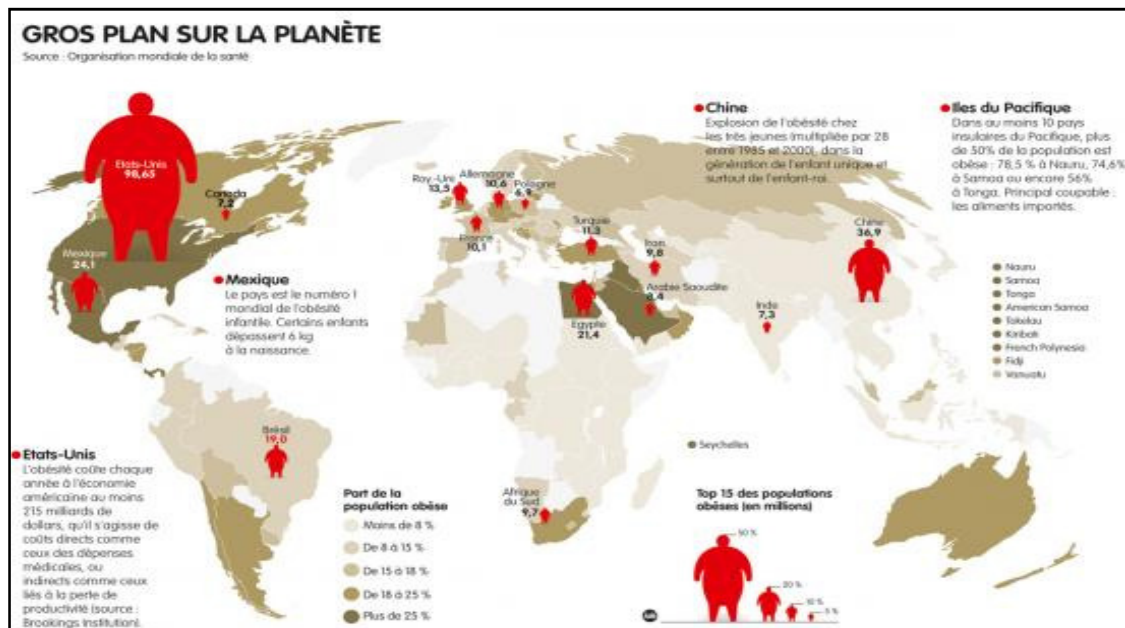 GROS PLAN SUR LA PLANÈTE
Source : Organisation mondiale de la santé
Etats-Unis
98,65
Canada
7,2
Mexique
24,1
Mexique
Le pays est le numéro 1
mondial de l'obésité
infantile. Certains enfants
dépassent 6 kg
à la naissance.
Roy.-Uni
13,5
Allemagne
10,6
Pologne
6,9
France
10,1
Turquie
11,3
Iran
9,8
Arabie Saoudite
8,4
Egypte
21,4
Inde
7,3
Chine
36,9
Chine
Explosion de l'obésité chez
les très jeunes (multipliée par 28
entre 1985 et 2000), dans la
génération de l'enfant unique et
surtout de l'enfant-roi.
Iles du Pacifique
Dans au moins 10 pays
insulaires du Pacifique, plus
de 50% de la population est
obèse : 78,5 % à Nauru, 74,6%
à Samoa ou encore 56%
à Tonga. Principal coupable :
les aliments importés.
Nauru
Samoa
Tonga
American Samoa
Tokelau
Kiribati
French Polynesia
Fidji
Vanuatu
Seychelles
Brésil
19,0
Afrique
du Sud
9,7
Etats-Unis
L'obésité coûte chaque
année à l'économie
américaine au moins
215 milliards de
dollars, qu'il s'agisse de
coûts directs comme
ceux des dépenses
médicales, ou
indirects comme ceux
liés à la perte de
productivité (source :
Brookings Institution).
Part de la
population obèse
Moins de 8 %
De 8 à 15 %
De 15 à 18 %
De 18 à 25 %
Plus de 25 %
Top 15 des populations
obèses (en millions)
50 %
20 %
10 %
5 %